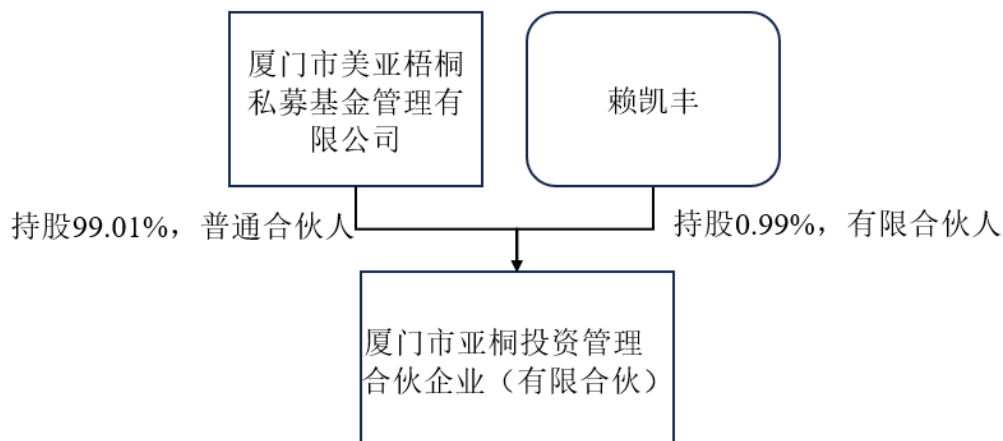 厦门市美亚梧桐
私募基金管理有
限公司
赖凯丰
持股99.01%，普通合伙人
持股0.99%，有限合伙人
厦门市亚桐投资管理
合伙企业（有限合伙）